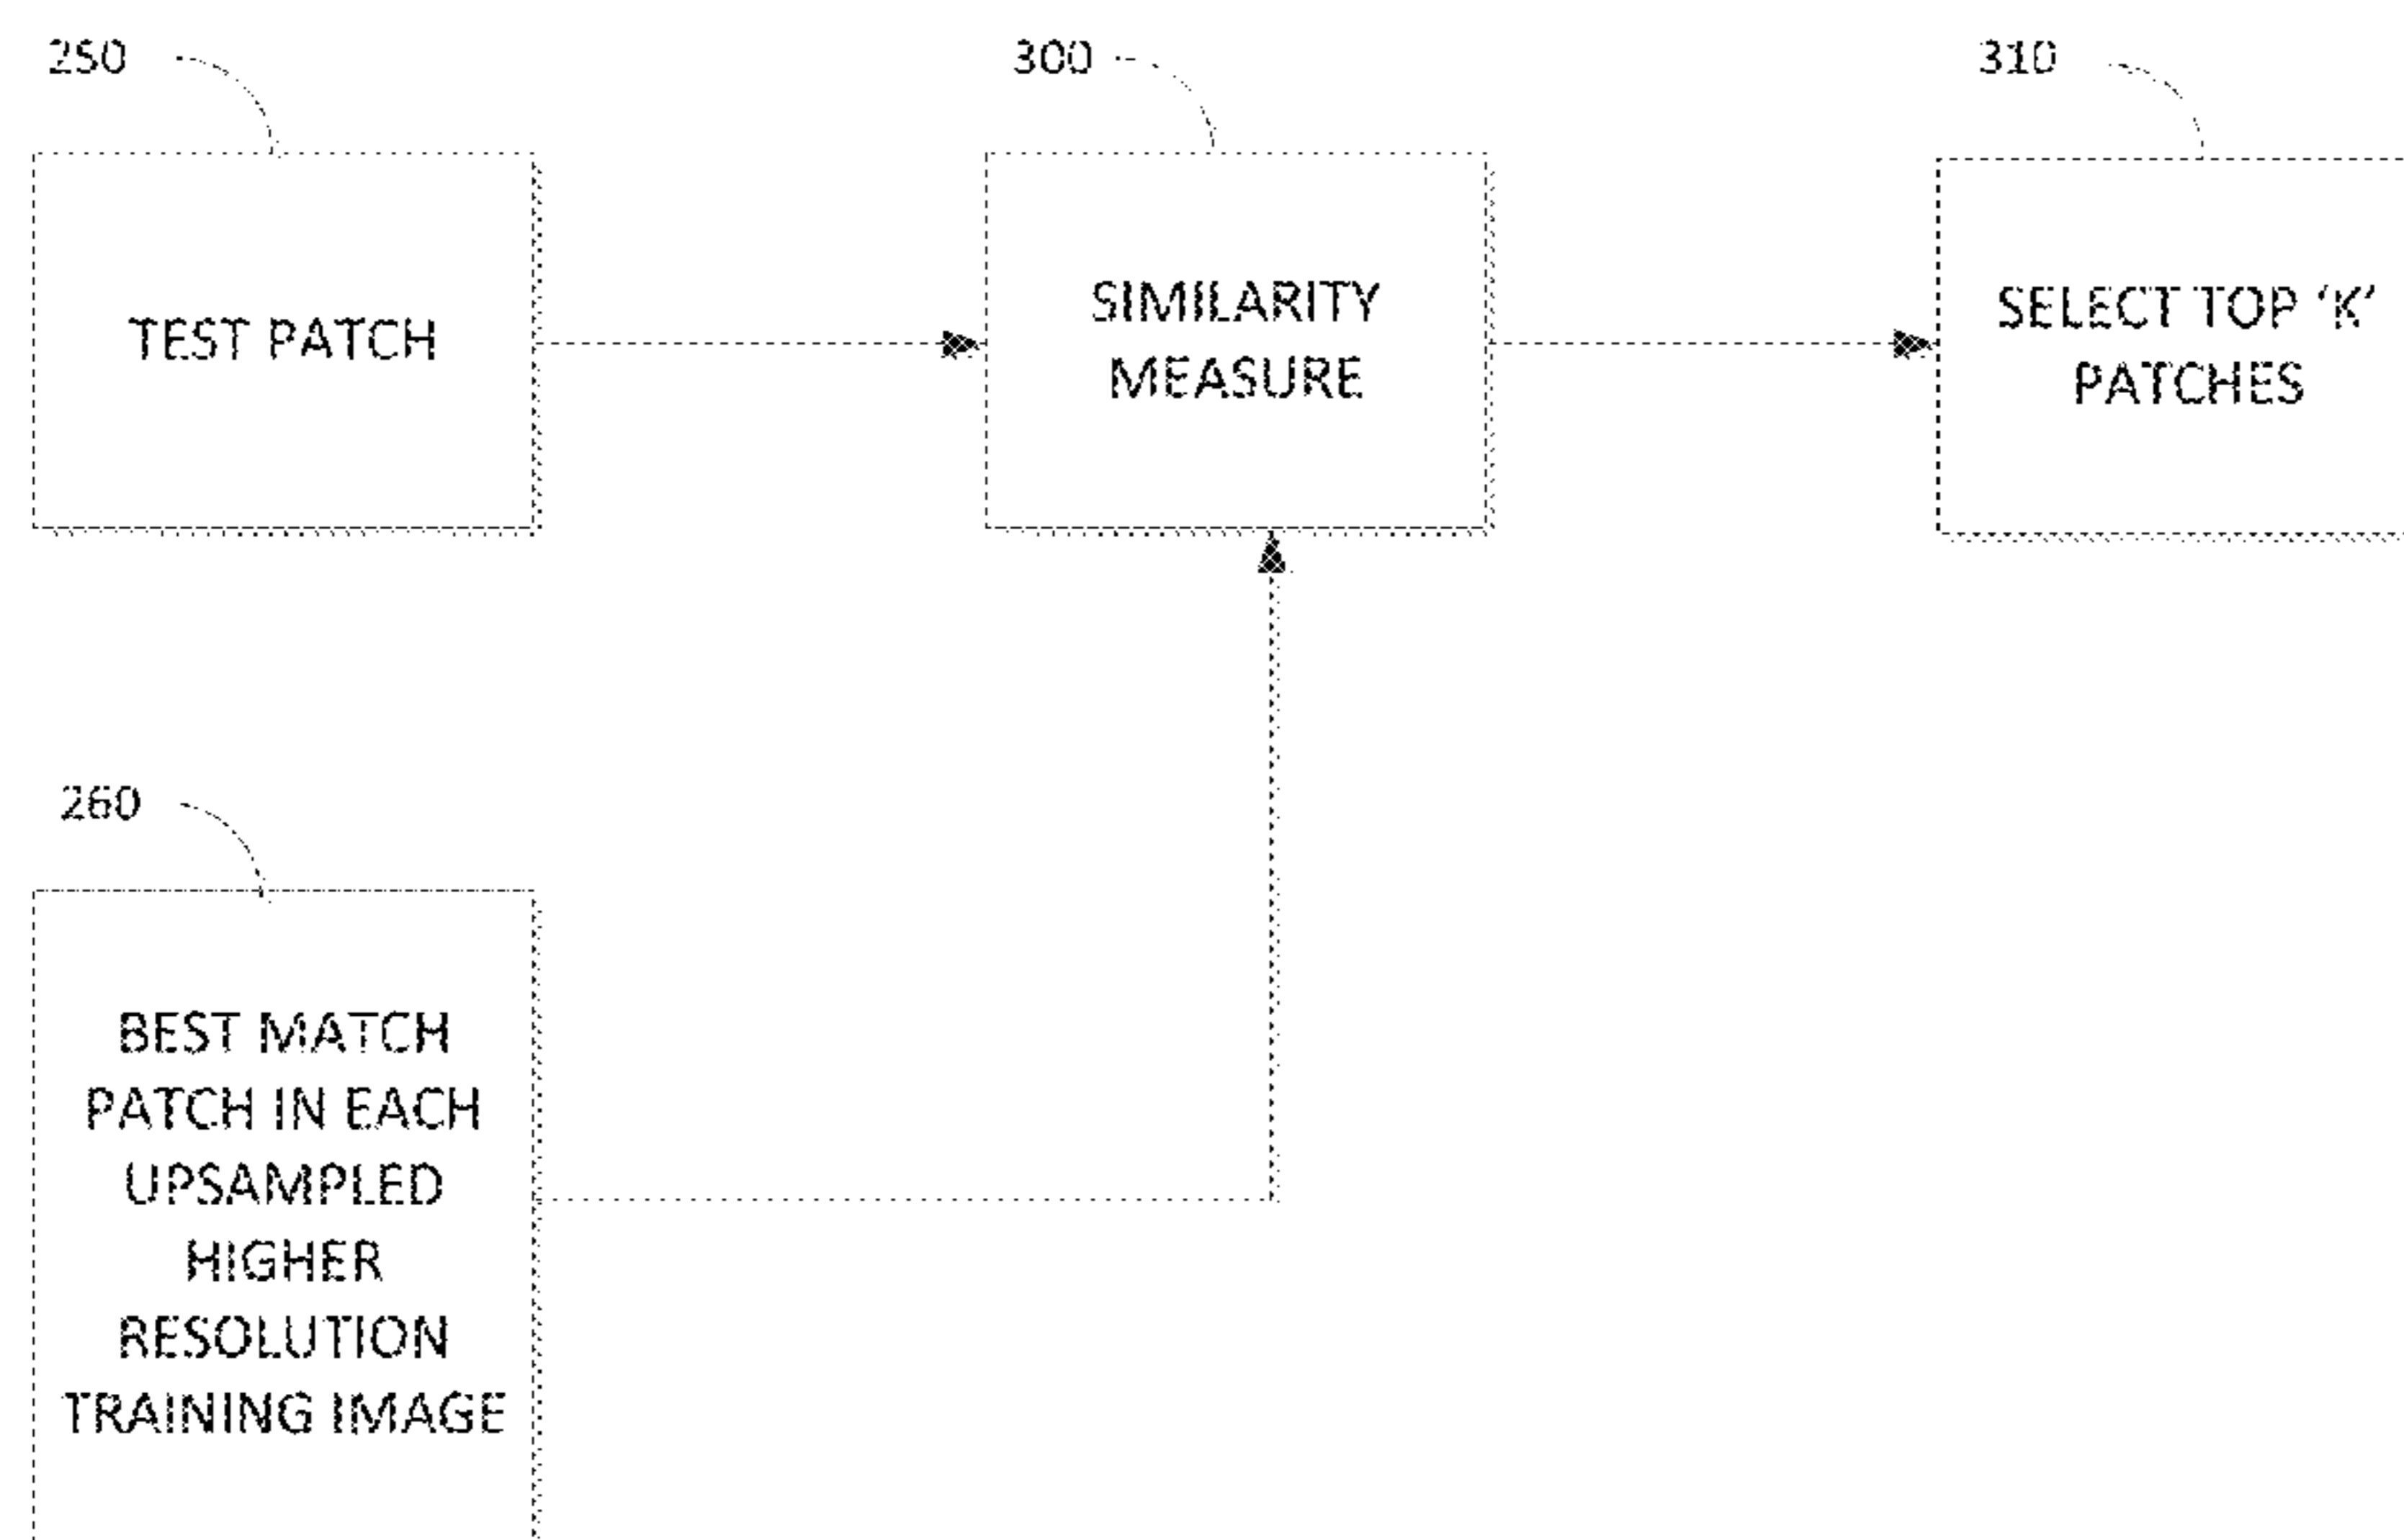 250
300
310
TEST PATCH
SIMILARITY
MEASURE
SELECT TOP ‘K’
PATCHES
260
BEST MATCH
PATCH IN EACH
UPSAMPLED
HIGHER
RESOLUTION
TRAINING IMAGE